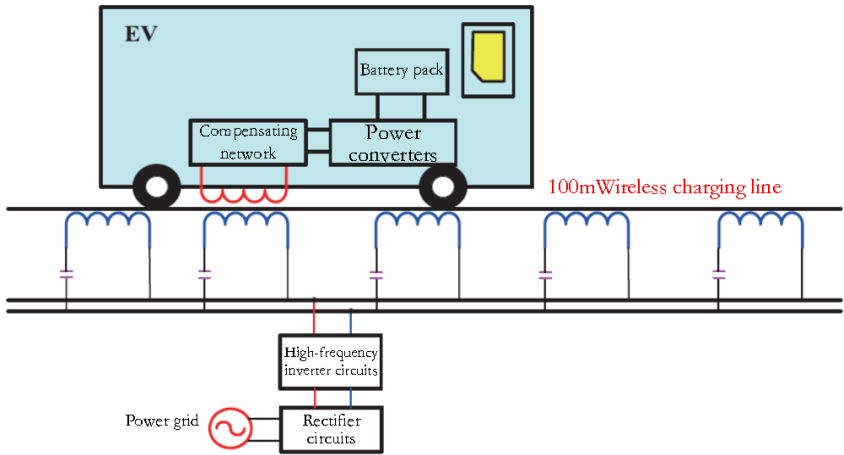 EV
Battery pack
Compensating
network
Power
converters
100mWireless charging line
High-frequency
inverter circuits
Power grid
Rectifier
circuits